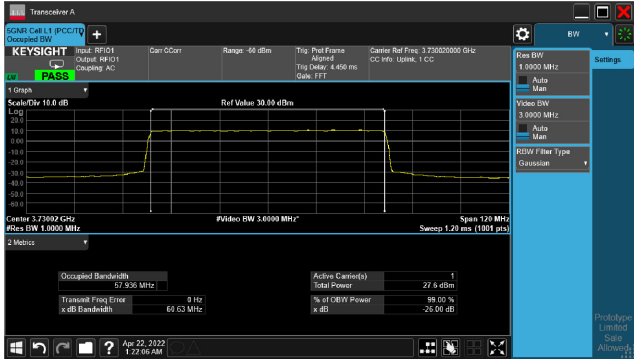 Transceiver A
5GNR Cell L1 (PCC/TD
Occupied BW
+
BW
KEYSIGHT
Input: RFIO1
Output: RFIO1
Coupling: AC
Corr CCorr
Range: -60 dBm
Trig: Prot Frame
Aligned
Trig Delay: 4.450 ms
Gate: FFT
Carrier Ref Freq: 3.730020000 GHz
CC Info: Uplink, 1 CC
PASS
Res BW
1.0000 MHz
Auto
Man
Settings
Video BW
3.0000 MHz
Auto
Man
RBW Filter Type
Gaussian
1 Graph
Scale/Div 10.0 dB
Ref Value 30.00 dBm
Log
20.0
10.0
0.00
-10.0
-20.0
-30.0
-40.0
-50.0
-60.0
Center 3.73002 GHz
#Video BW 3.0000 MHz*
Span 120 MHz
#Res BW 1.0000 MHz
Sweep 1.20 ms (1001 pts)
2 Metrics
Occupied Bandwidth
57.936 MHz
Active Carrier(s) 1
Total Power 27.6 dBm
Transmit Freq Error 0 Hz
x dB Bandwidth 60.63 MHz
% of OBW Power 99.00 %
x dB -26.00 dB
Prototype
Limited
Sale
Allowed
?
Apr 22, 2022
1:22:06 AM